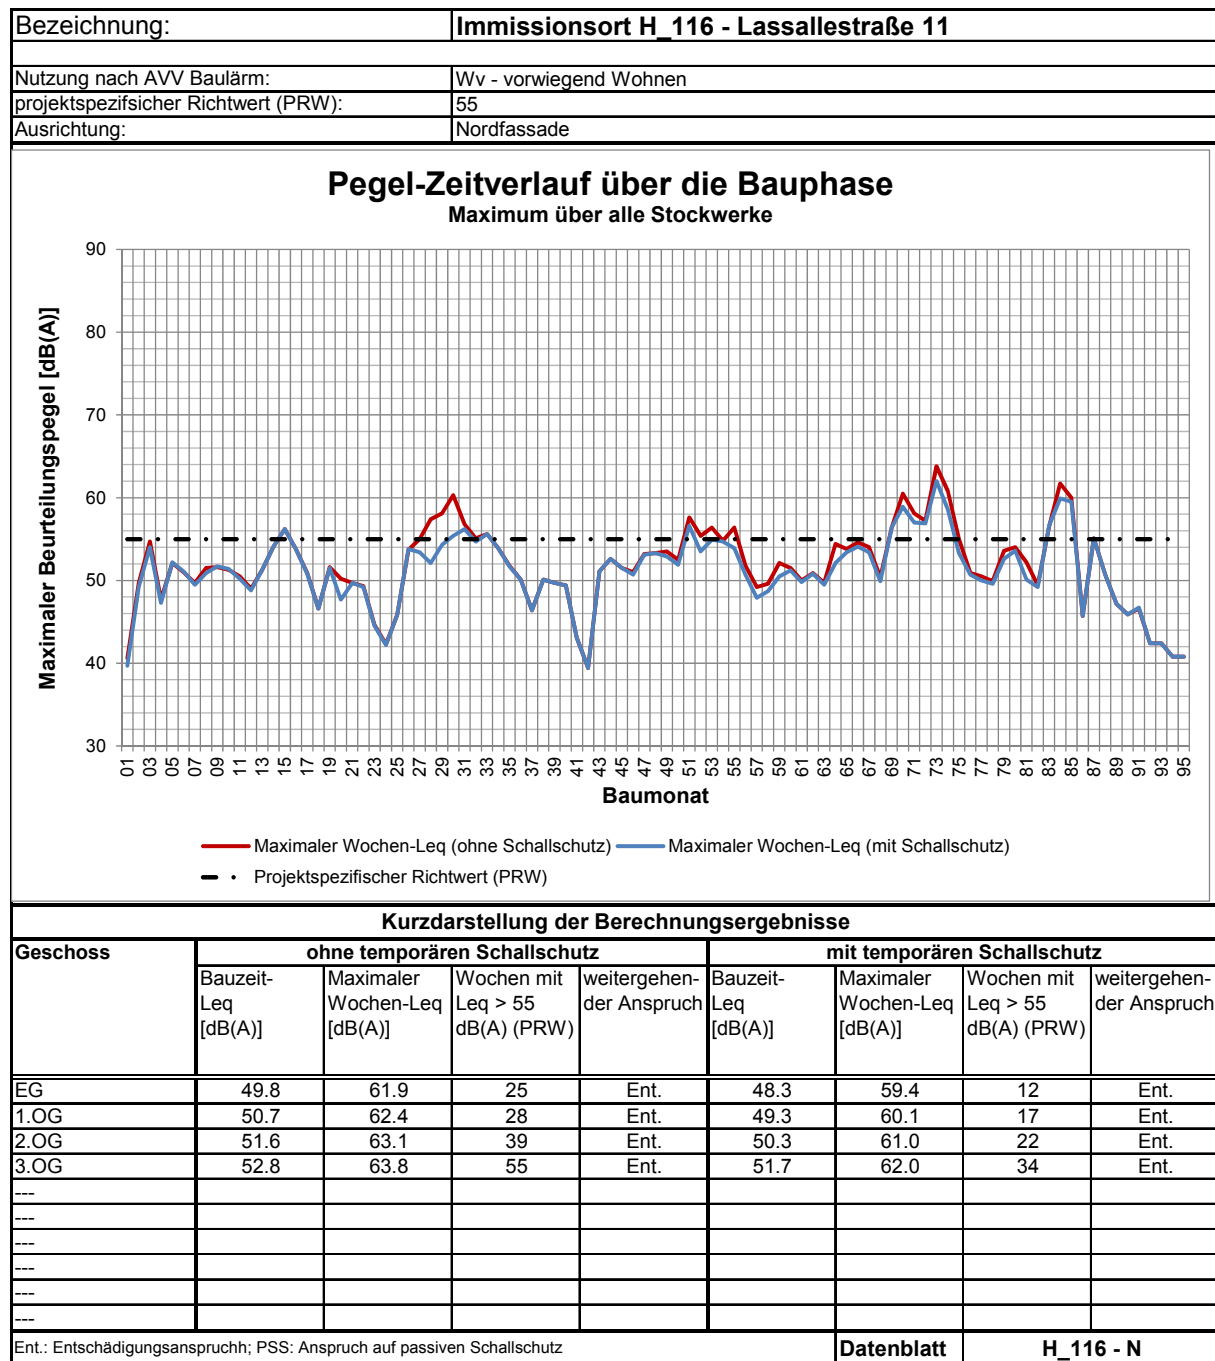 Bezeichnung: Immissionsort H_116 - Lassallestraße 11
Nutzung nach AVV Baulärm: Wv - vorwiegend Wohnen
projektspezifsicher Richtwert (PRW): 55
Ausrichtung: Nordfassade
Pegel-Zeitverlauf über die Bauphase
Maximum über alle Stockwerke
Maximaler Beurteilungspegel [dB(A)]
90
80
70
60
50
40
30
01 03 05 07 09 11 13 15 17 19 21 23 25 27 29 31 33 35 37 39 41 43 45 47 49 51 53 55 57 59 61 63 65 67 69 71 73 75 77 79 81 83 85 87 89 91 93 95
Baumonat
Maximaler Wochen-Leq (ohne Schallschutz) Maximaler Wochen-Leq (mit Schallschutz)
Projektspezifischer Richtwert (PRW)
Kurzdarstellung der Berechnungsergebnisse
Geschoss ohne temporären Schallschutz mit temporären Schallschutz
Bauzeit- Maximaler Wochen mit weitergehen- Bauzeit- Maximaler Wochen mit weitergehen-
Leq Wochen-Leq Leq > 55 der Anspruch Leq Wochen-Leq Leq > 55 der Anspruch
[dB(A)] [dB(A)] dB(A) (PRW) [dB(A)] [dB(A)] dB(A) (PRW)
EG 49.8 61.9 25 Ent. 48.3 59.4 12 Ent.
1.OG 50.7 62.4 28 Ent. 49.3 60.1 17 Ent.
2.OG 51.6 63.1 39 Ent. 50.3 61.0 22 Ent.
3.OG 52.8 63.8 55 Ent. 51.7 62.0 34 Ent.
---
---
---
---
---
---
Ent.: Entschädigungsanspruchh; PSS: Anspruch auf passiven Schallschutz Datenblatt H_116 - N